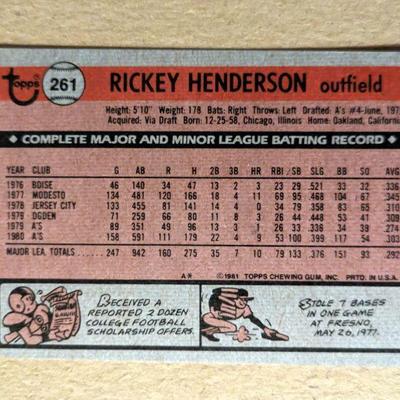 topps 261 RICKEY HENDERSON outfield
Height: 5'10" Weight: 178 Bats: Right Throws: Left Drafted: A's #4-June, 197
Acquired: Via Draft Born: 12-25-58, Chicago, Illinois Home: Oakland, California
COMPLETE MAJOR AND MINOR LEAGUE BATTING RECORD
YEAR CLUB G AB R H 2B 3B HR RBI SB SLG BB SO AVG
1976 BOISE 46 140 34 47 13 2 3 23 29 .521 33 32 .336
1977 MODESTO 134 481 120 166 18 4 11 69 95 .468 104 67 .345
1978 JERSEY CITY 133 455 81 141 14 4 0 34 81 .358 83 67 .310
1979 OGDEN 71 259 66 80 11 8 3 26 44 .448 53 41 .309
1979 A'S 89 351 49 96 13 3 1 26 33 .336 34 39 .274
1980 A'S 158 591 111 179 22 4 9 53 100 .399 117 54 .303
MAJOR LEA. TOTALS 247 942 160 275 35 7 10 79 133 .376 151 93 .292
A* © 1981 TOPPS CHEWING GUM, INC. PRTD. IN U.S.A.
RECEIVED A
REPORTED 2 DOZEN
COLLEGE FOOTBALL
SCHOLARSHIP OFFERS.
STOLE 7 BASES
IN ONE GAME
AT FRESNO,
MAY 26, 1977.